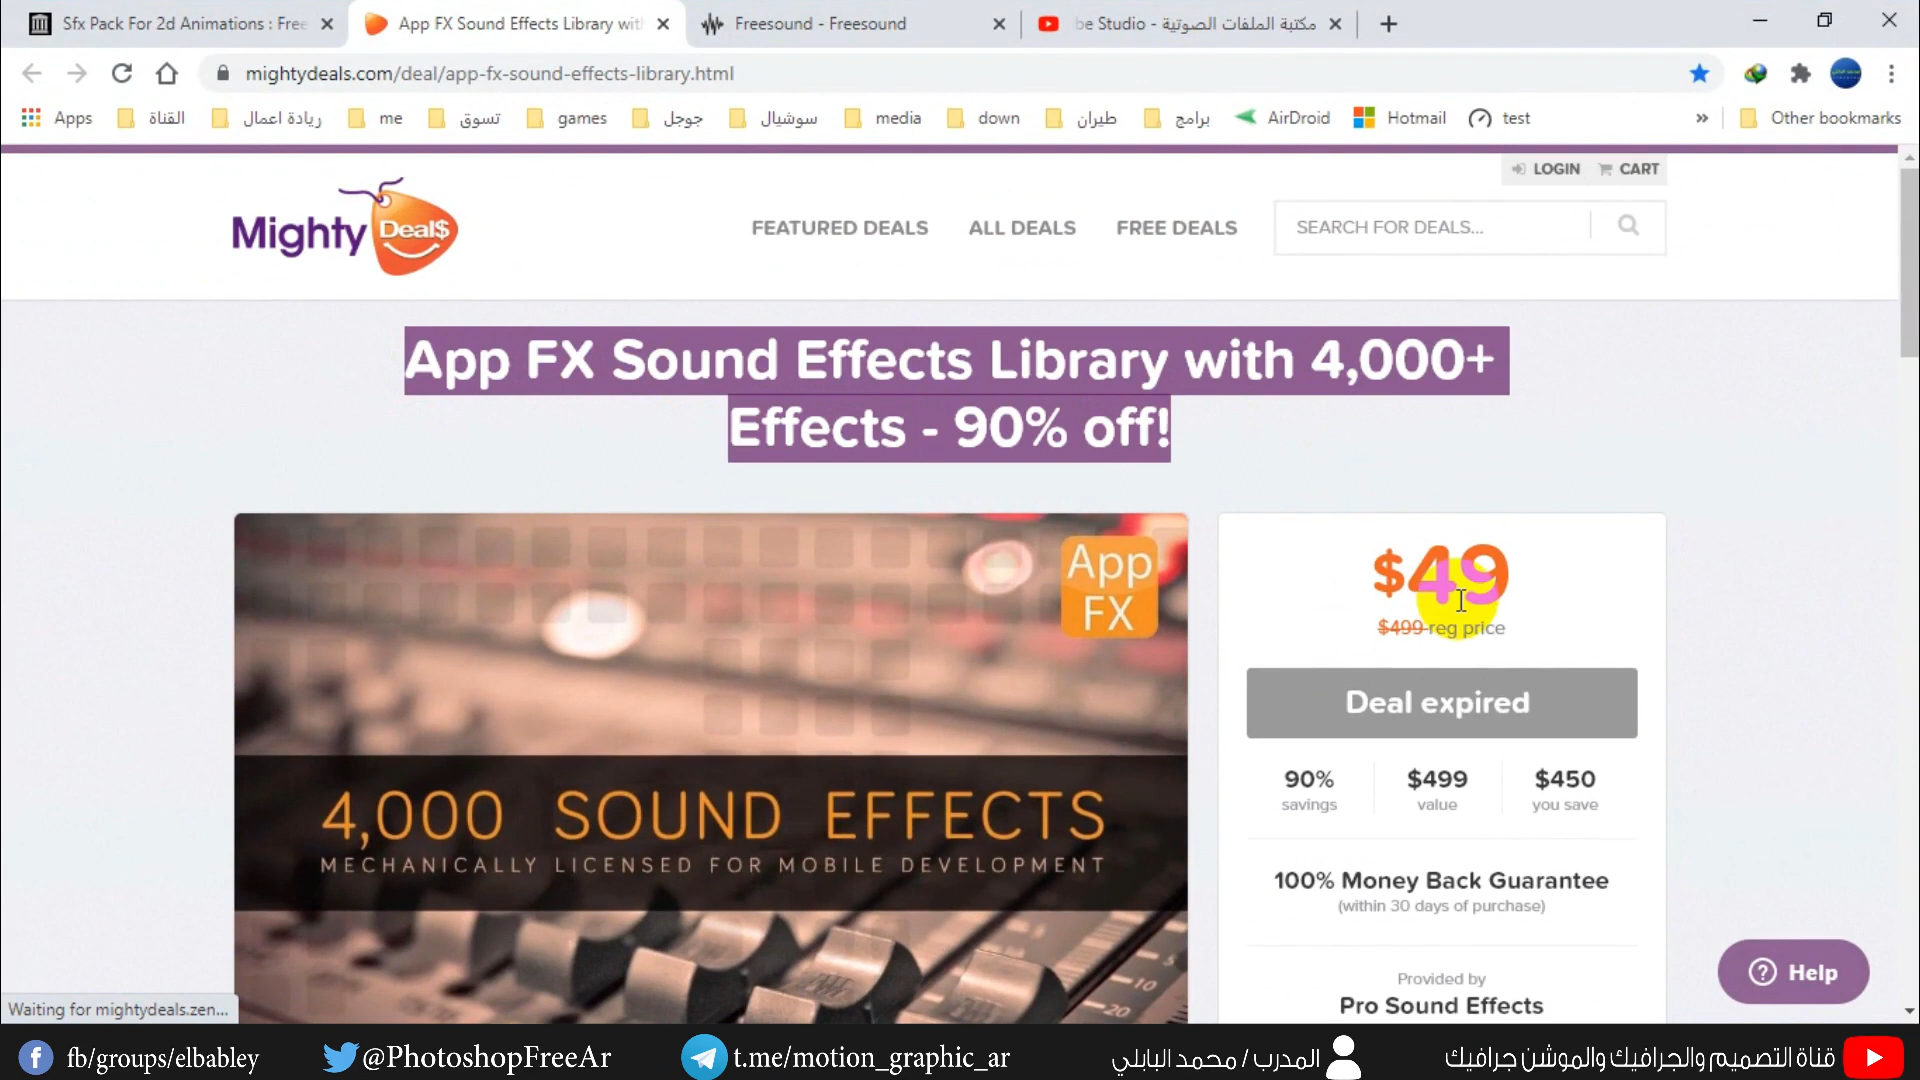 Sfx Pack For 2d Animations : Free
App FX Sound Effects Library with
Freesound - Freesound
be Studio - مكتبة الملفات الصوتية
mightydeals.com/deal/app-fx-sound-effects-library.html
Apps
القناة
ريادة اعمال
me
تسوق
games
جوجل
سوشيال
media
down
طيران
برامج
AirDroid
Hotmail
test
»
Other bookmarks
LOGIN
CART
Mighty Deal$
FEATURED DEALS
ALL DEALS
FREE DEALS
SEARCH FOR DEALS...
App FX Sound Effects Library with 4,000+
Effects - 90% off!
App
FX
4,000 SOUND EFFECTS
MECHANICALLY LICENSED FOR MOBILE DEVELOPMENT
-10
-20
$49
$499 reg price
Deal expired
90%
savings
$499
value
$450
you save
100% Money Back Guarantee
(within 30 days of purchase)
Provided by
Pro Sound Effects
Help
Waiting for mightydeals.zen...
fb/groups/elbabley
@PhotoshopFreeAr
t.me/motion_graphic_ar
المدرب / محمد البابلي
قناة التصميم والجرافيك والموشن جرافيك